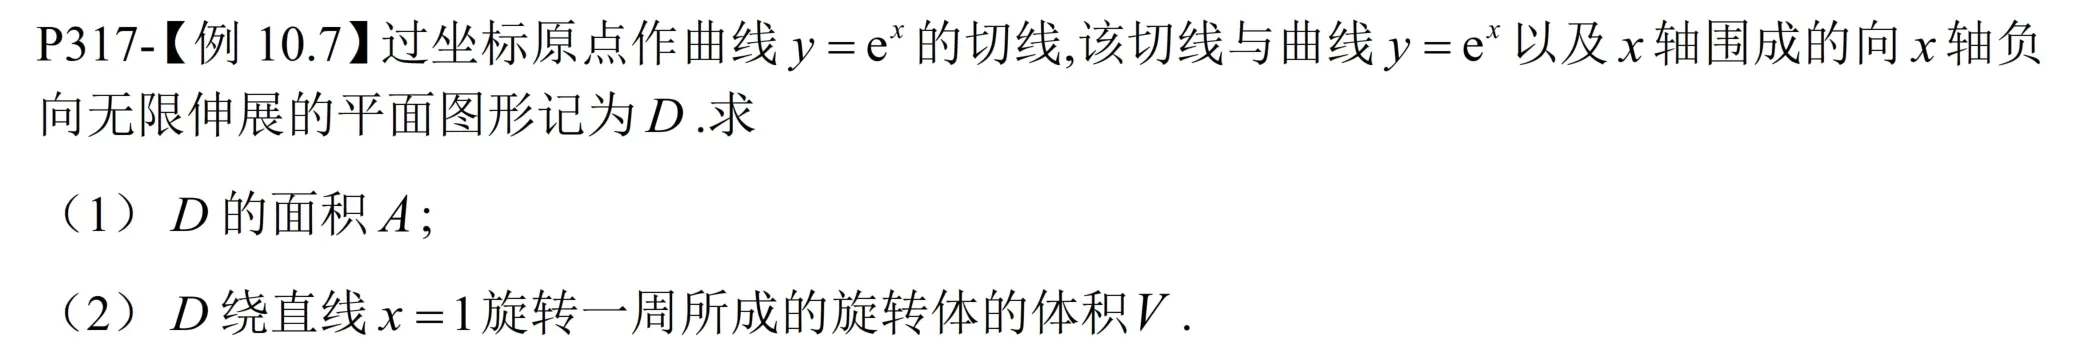 P317-【例 10.7】过坐标原点作曲线 y = eˣ 的切线,该切线与曲线 y = eˣ 以及 x 轴围成的向 x 轴负
向无限伸展的平面图形记为 D .求
（1） D 的面积 A ;
（2） D 绕直线 x = 1 旋转一周所成的旋转体的体积 V .